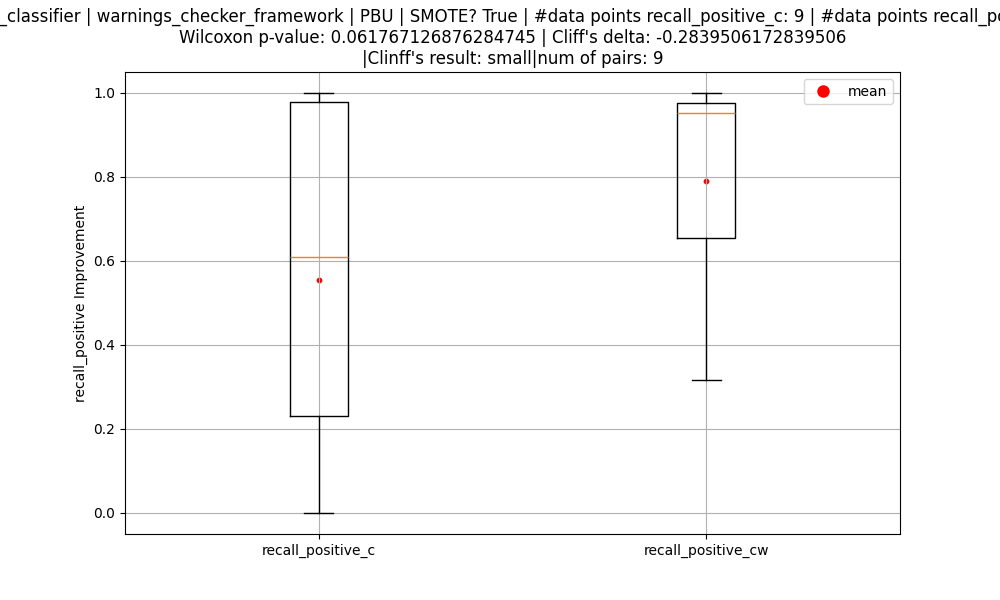 _classifier | warnings_checker_framework | PBU | SMOTE? True | #data points recall_positive_c: 9 | #data points recall_po
Wilcoxon p-value: 0.061767126876284745 | Cliff's delta: -0.2839506172839506
|Clinff's result: small|num of pairs: 9
mean
1.0
0.8
0.6
0.4
0.2
0.0
recall_positive Improvement
recall_positive_c
recall_positive_cw